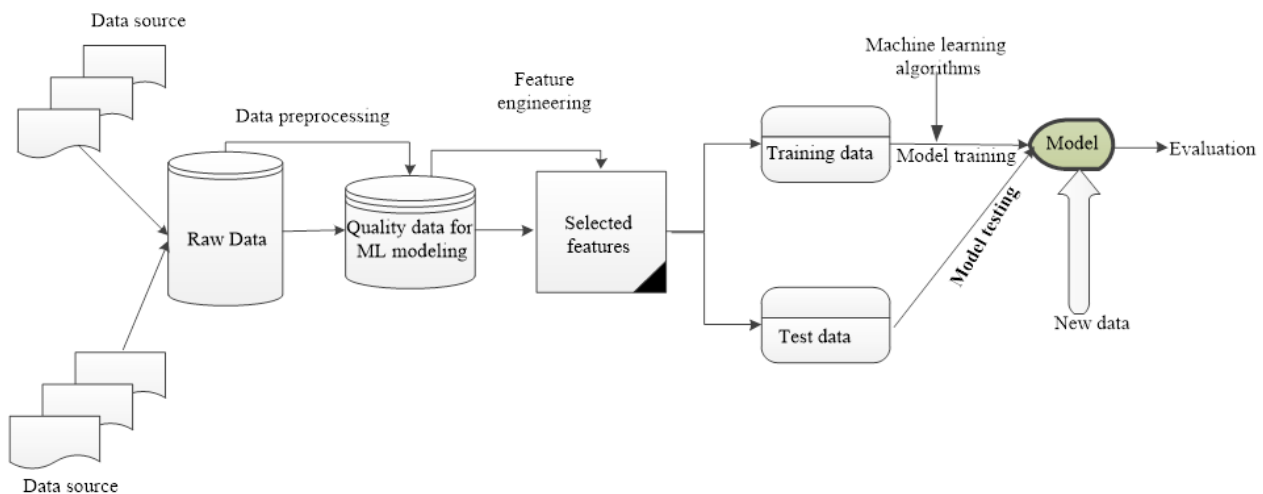 Data source
Data preprocessing
Feature
engineering
Machine learning
algorithms
Raw Data
Quality data for
ML modeling
Selected
features
Training data
Model training
Model
Evaluation
Model testing
Test data
New data
Data source